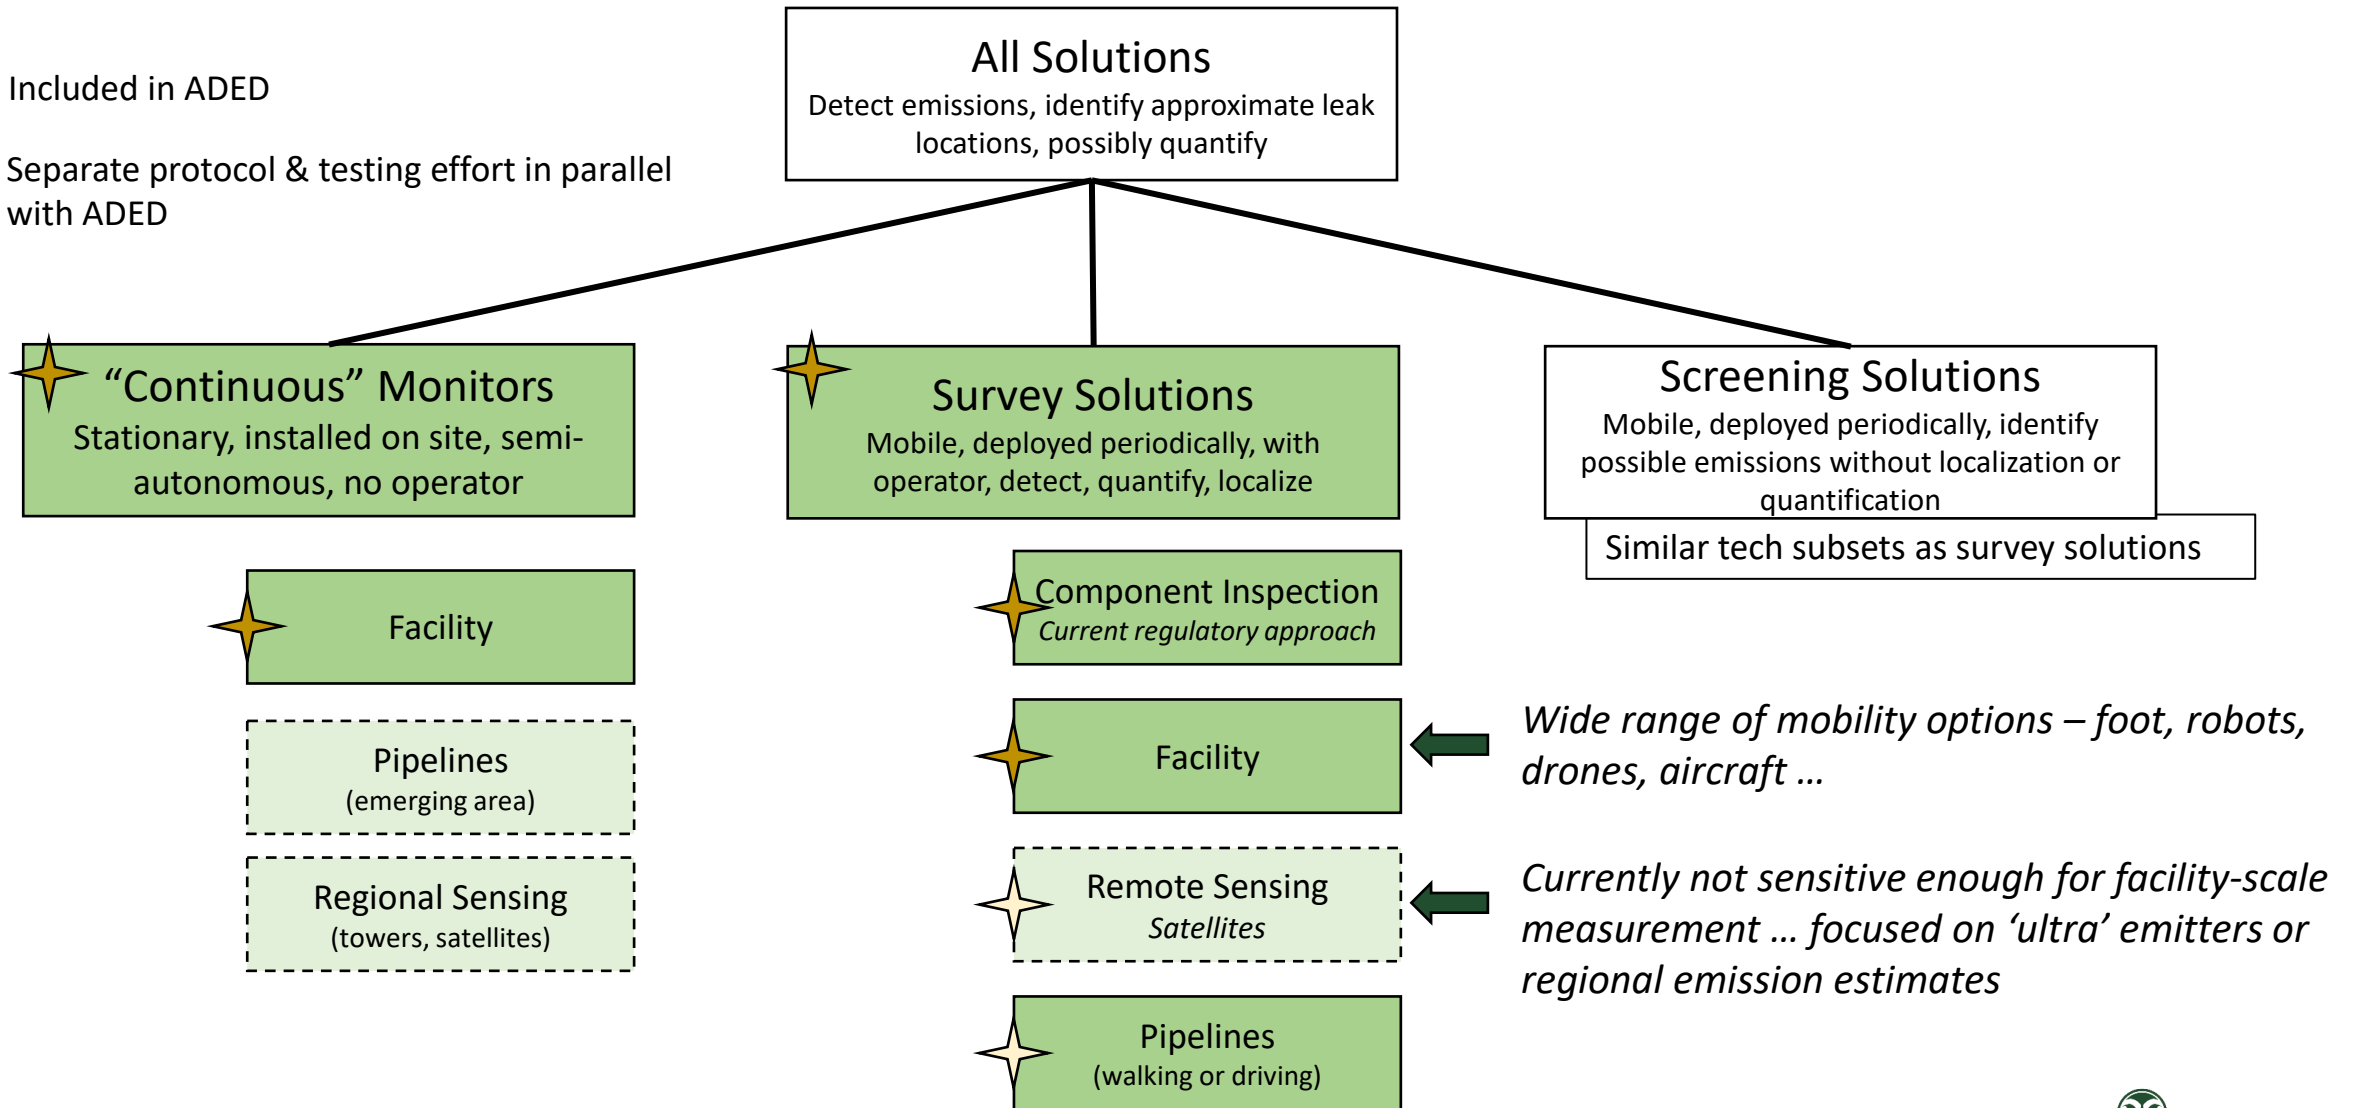 All Solutions
Detect emissions, identify approximate leak
locations, possibly quantify
Included in ADED
Separate protocol & testing effort in parallel
with ADED
“Continuous” Monitors
Stationary, installed on site, semi-
autonomous, no operator
Facility
Pipelines
(emerging area)
Regional Sensing
(towers, satellites)
Survey Solutions
Mobile, deployed periodically, with
operator, detect, quantify, localize
Component Inspection
Current regulatory approach
Facility
Remote Sensing
Satellites
Pipelines
(walking or driving)
Screening Solutions
Mobile, deployed periodically, identify
possible emissions without localization or
quantification
Similar tech subsets as survey solutions
Wide range of mobility options – foot, robots,
drones, aircraft …
Currently not sensitive enough for facility-scale
measurement … focused on ‘ultra’ emitters or
regional emission estimates